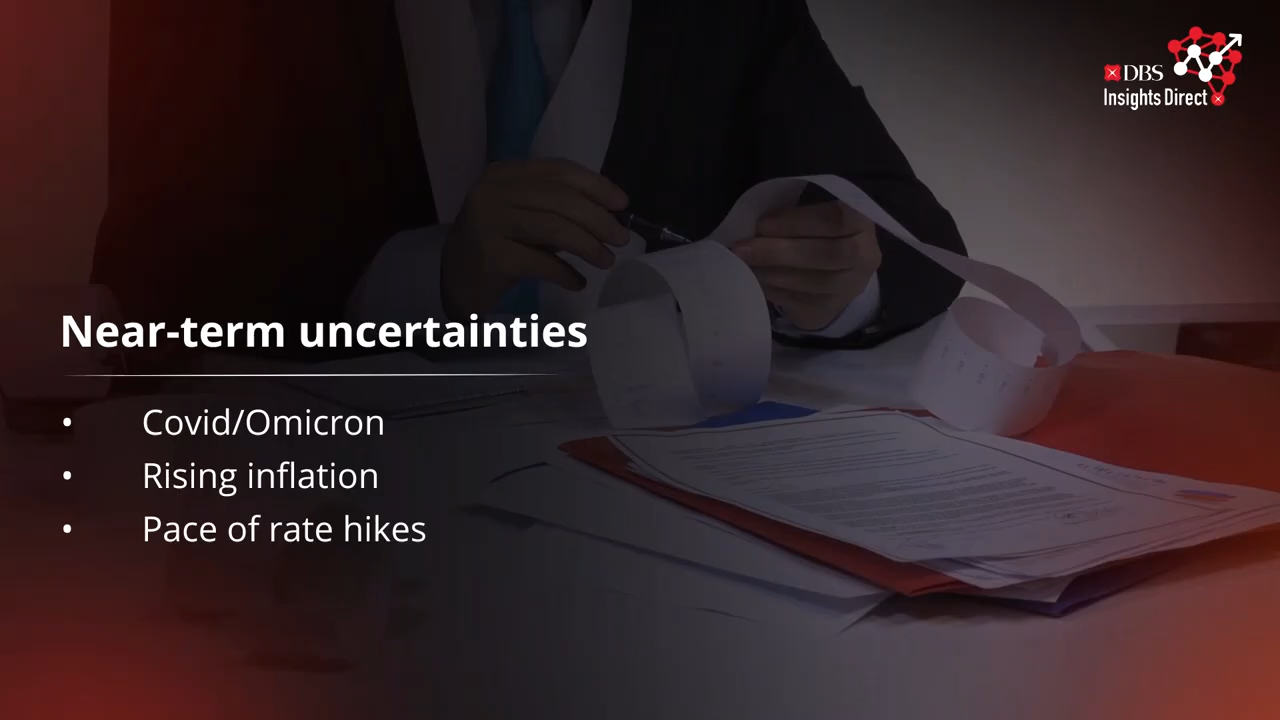 DBS
Insights Direct
Near-term uncertainties
• Covid/Omicron
• Rising inflation
• Pace of rate hikes